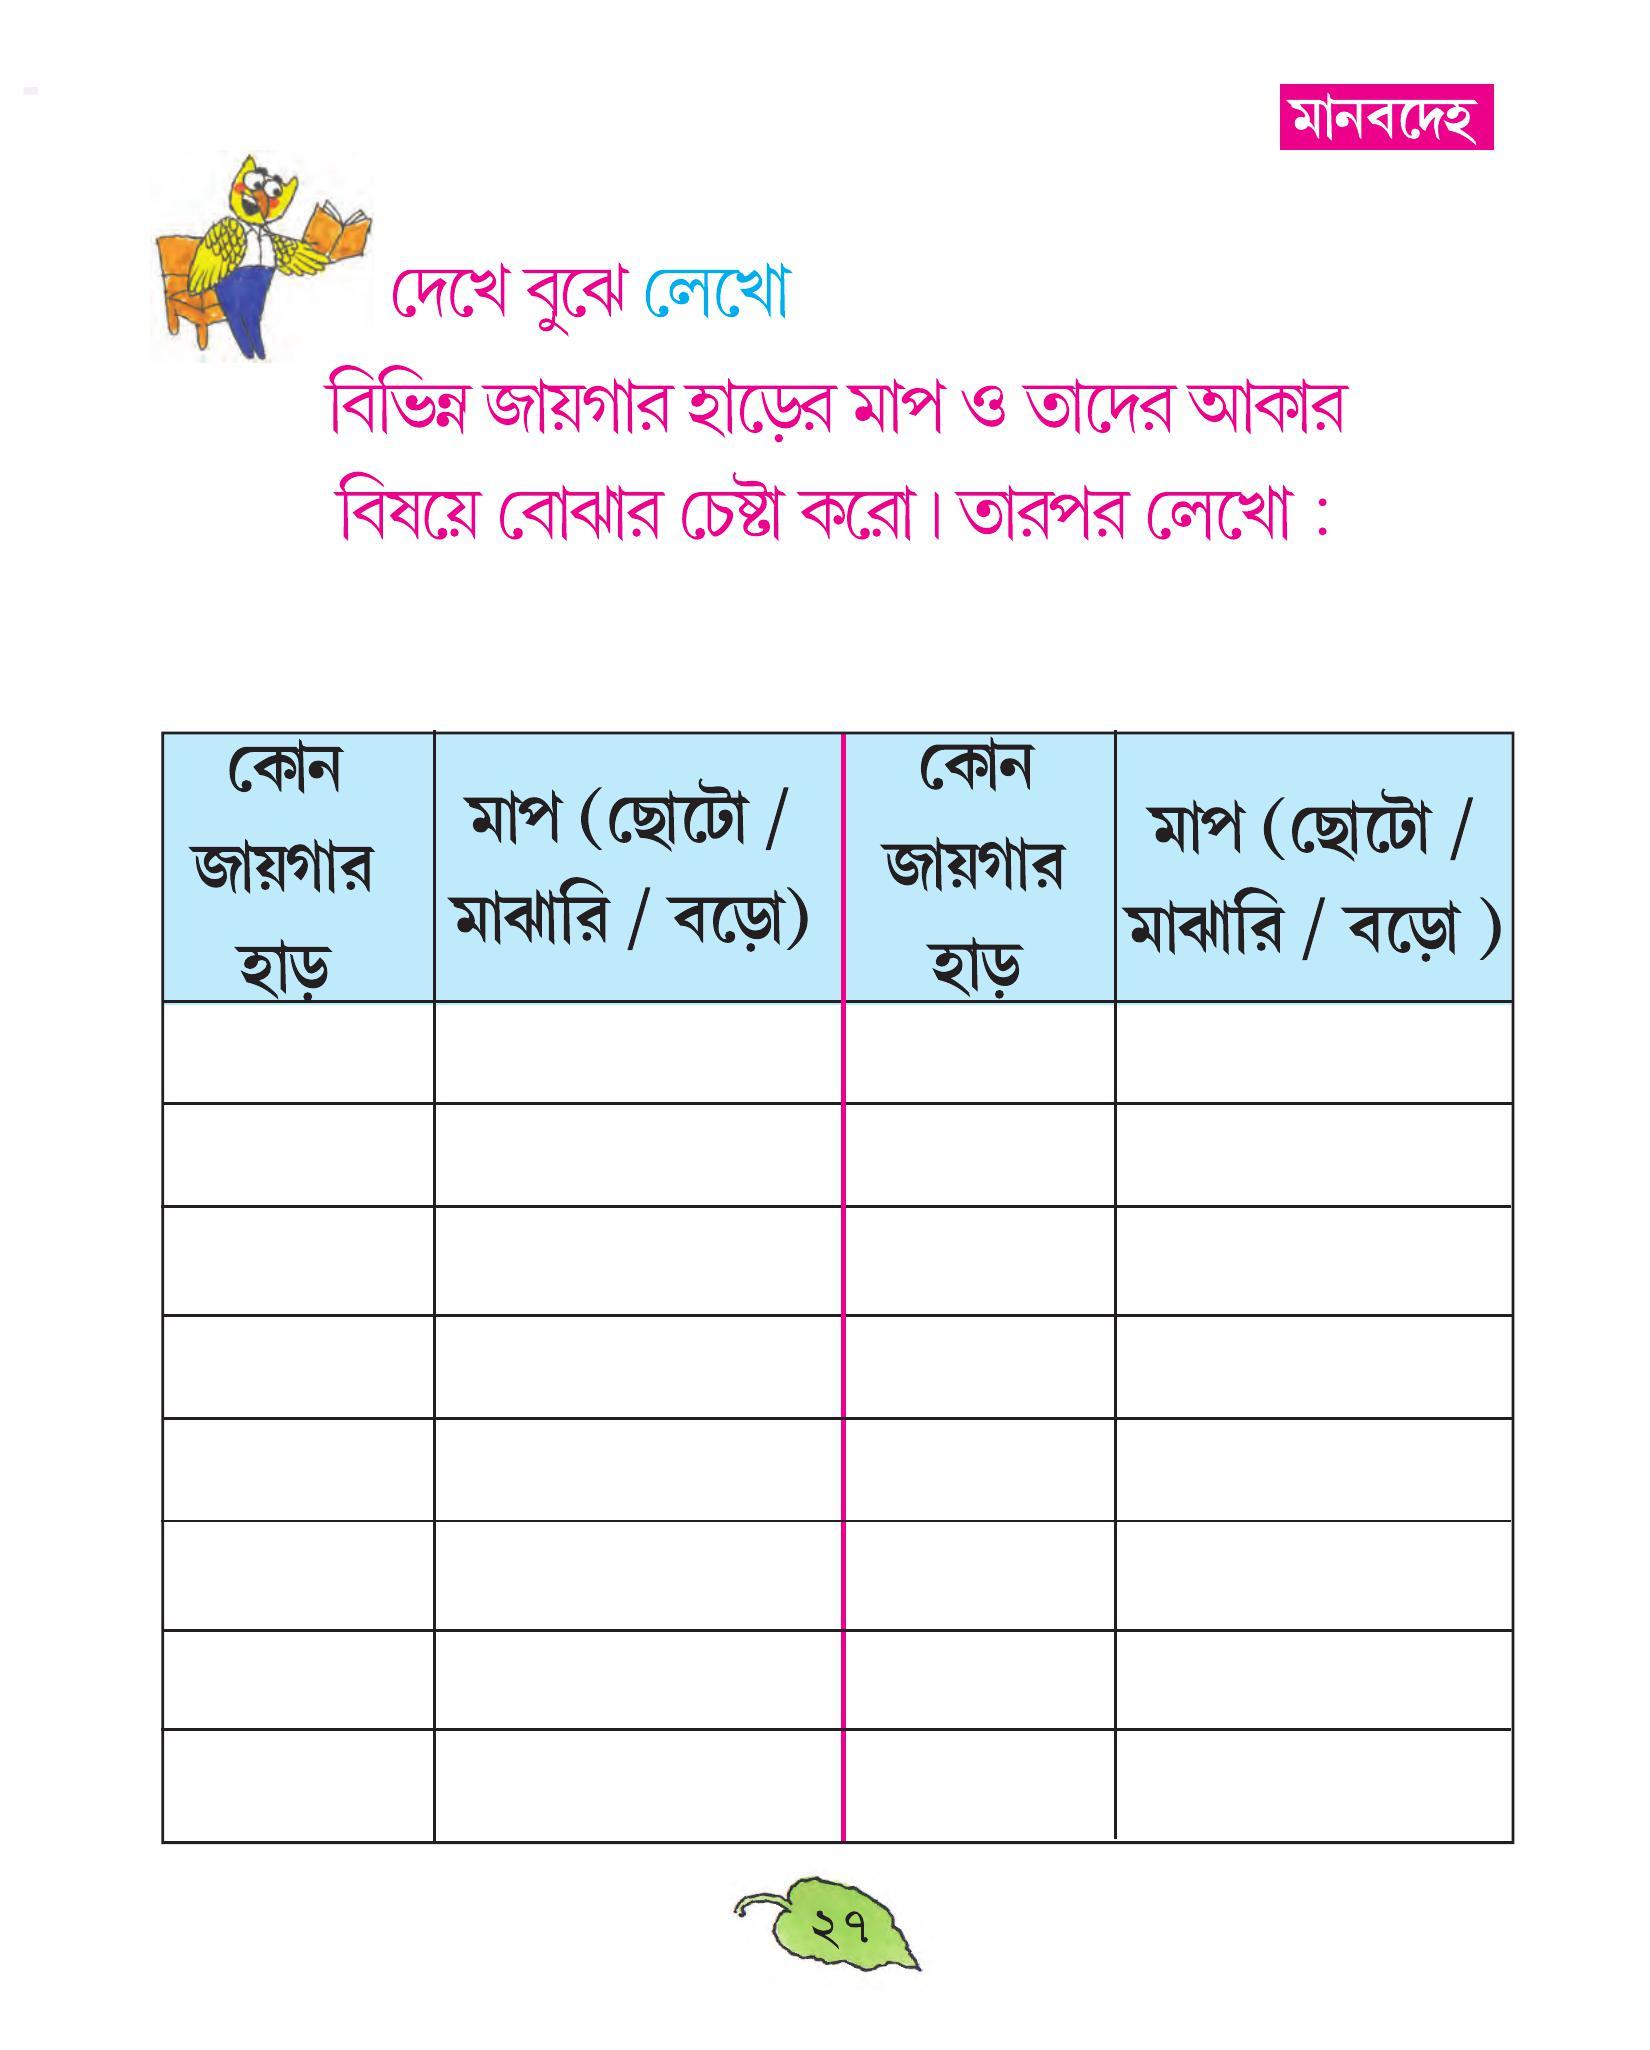 মানবদেহ
দেখে বুঝে লেখো
বিভিন্ন জায়গার হাড়ের মাপ ও তাদের আকার
বিষয়ে বোঝার চেষ্টা করো। তারপর লেখো :
কোন
জায়গার
হাড়
মাপ (ছোটো /
মাঝারি / বড়ো)
কোন
জায়গার
হাড়
মাপ (ছোটো /
মাঝারি / বড়ো )
২৭